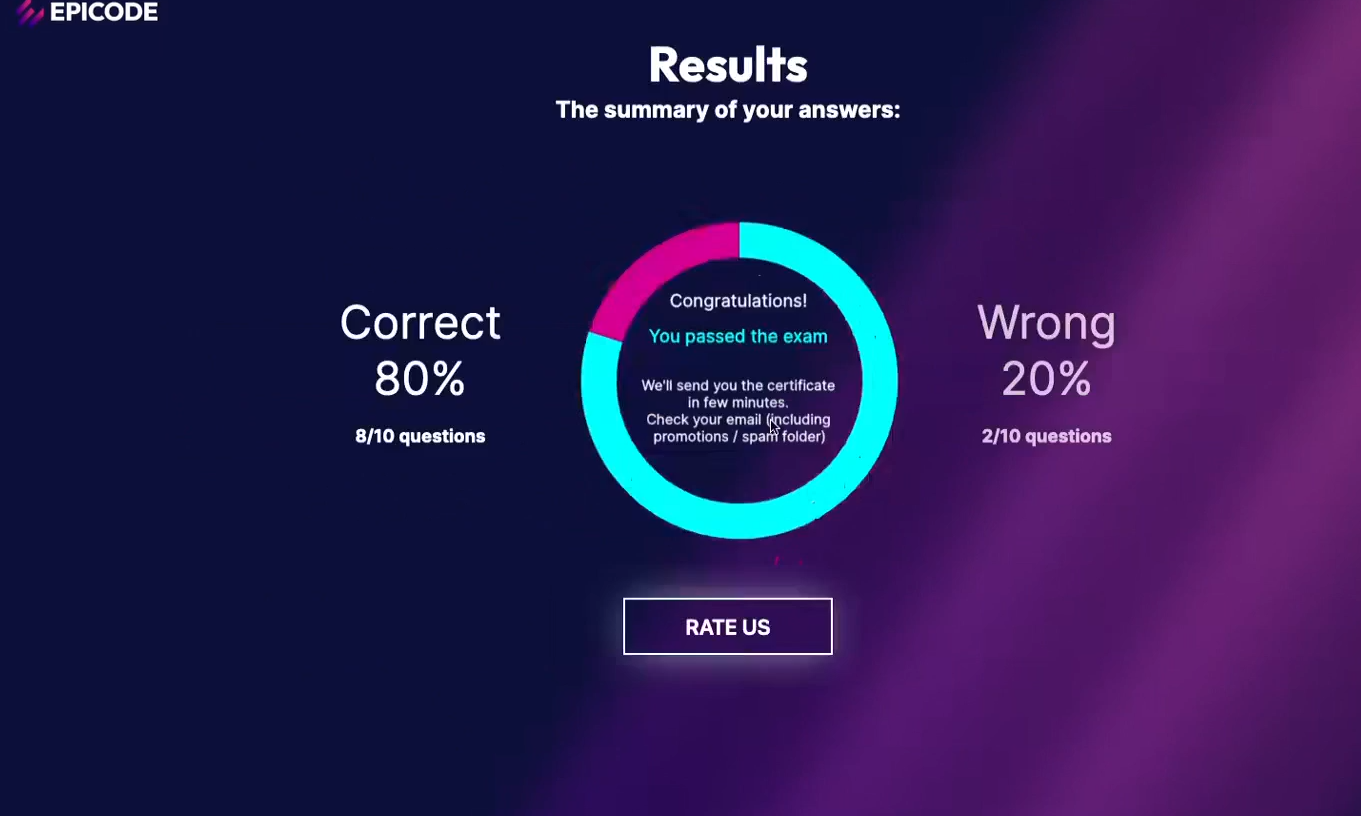 EPICODE
Results
The summary of your answers:
Correct
80%
8/10 questions
Congratulations!
You passed the exam
We'll send you the certificate
in few minutes.
Check your email (including
promotions / spam folder)
Wrong
20%
2/10 questions
RATE US